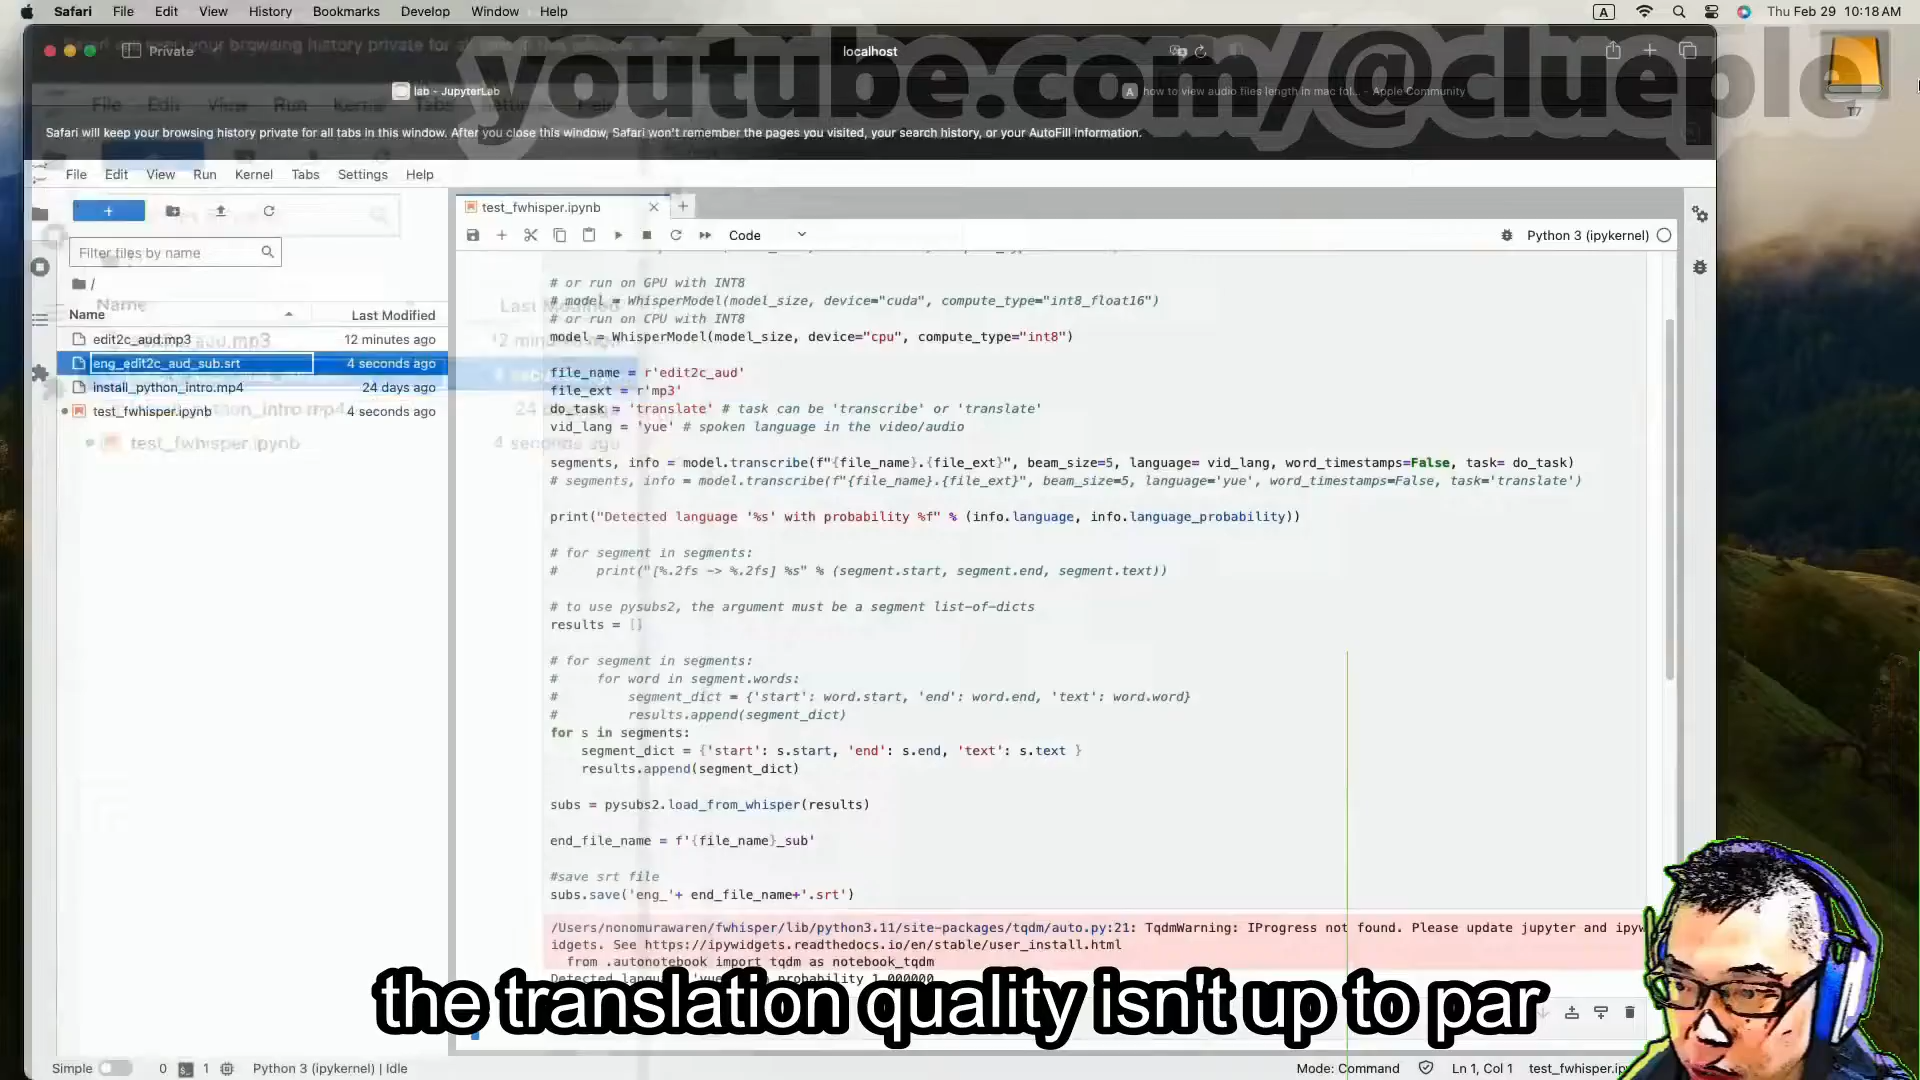 Safari File Edit View History Bookmarks Develop Window Help
A
Thu Feb 29 10:18 AM
Private
localhost
youtube.com/@clueple
lab - JupyterLab
how to view audio files length in mac fol... - Apple Community
T7
Safari will keep your browsing history private for all tabs in this window. After you close this window, Safari won't remember the pages you visited, your search history, or your AutoFill information.
File Edit View Run Kernel Tabs Settings Help
test_fwhisper.ipynb
Code
Python 3 (ipykernel)
Filter files by name
/
Name Last Modified
edit2c_aud.mp3 12 minutes ago
eng_edit2c_aud_sub.srt 4 seconds ago
install_python_intro.mp4 24 days ago
test_fwhisper.ipynb 4 seconds ago
test_fwhisper.ipynb 4 seconds ago
# or run on GPU with INT8
# model = WhisperModel(model_size, device="cuda", compute_type="int8_float16")
# or run on CPU with INT8
model = WhisperModel(model_size, device="cpu", compute_type="int8")
file_name = r'edit2c_aud'
file_ext = r'mp3'
do_task = 'translate' # task can be 'transcribe' or 'translate'
vid_lang = 'yue' # spoken language in the video/audio
segments, info = model.transcribe(f"{file_name}.{file_ext}", beam_size=5, language= vid_lang, word_timestamps=False, task= do_task)
# segments, info = model.transcribe(f"{file_name}.{file_ext}", beam_size=5, language='yue', word_timestamps=False, task='translate')
print("Detected language '%s' with probability %f" % (info.language, info.language_probability))
# for segment in segments:
#     print("[%.2fs -> %.2fs] %s" % (segment.start, segment.end, segment.text))
# to use pysubs2, the argument must be a segment list-of-dicts
results = []
# for segment in segments:
#     for word in segment.words:
#         segment_dict = {'start': word.start, 'end': word.end, 'text': word.word}
#         results.append(segment_dict)
for s in segments:
    segment_dict = {'start': s.start, 'end': s.end, 'text': s.text }
    results.append(segment_dict)
subs = pysubs2.load_from_whisper(results)
end_file_name = f'{file_name}_sub'
#save srt file
subs.save('eng_'+ end_file_name+'.srt')
/Users/nonomurawaren/fwhisper/lib/python3.11/site-packages/tqdm/auto.py:21: TqdmWarning: IProgress not found. Please update jupyter and ipyw
idgets. See https://ipywidgets.readthedocs.io/en/stable/user_install.html
  from .autonotebook import tqdm as notebook_tqdm
probability 1.000000
the translation quality isn't up to par
Simple 0 1 Python 3 (ipykernel) | Idle
Mode: Command Ln 1, Col 1